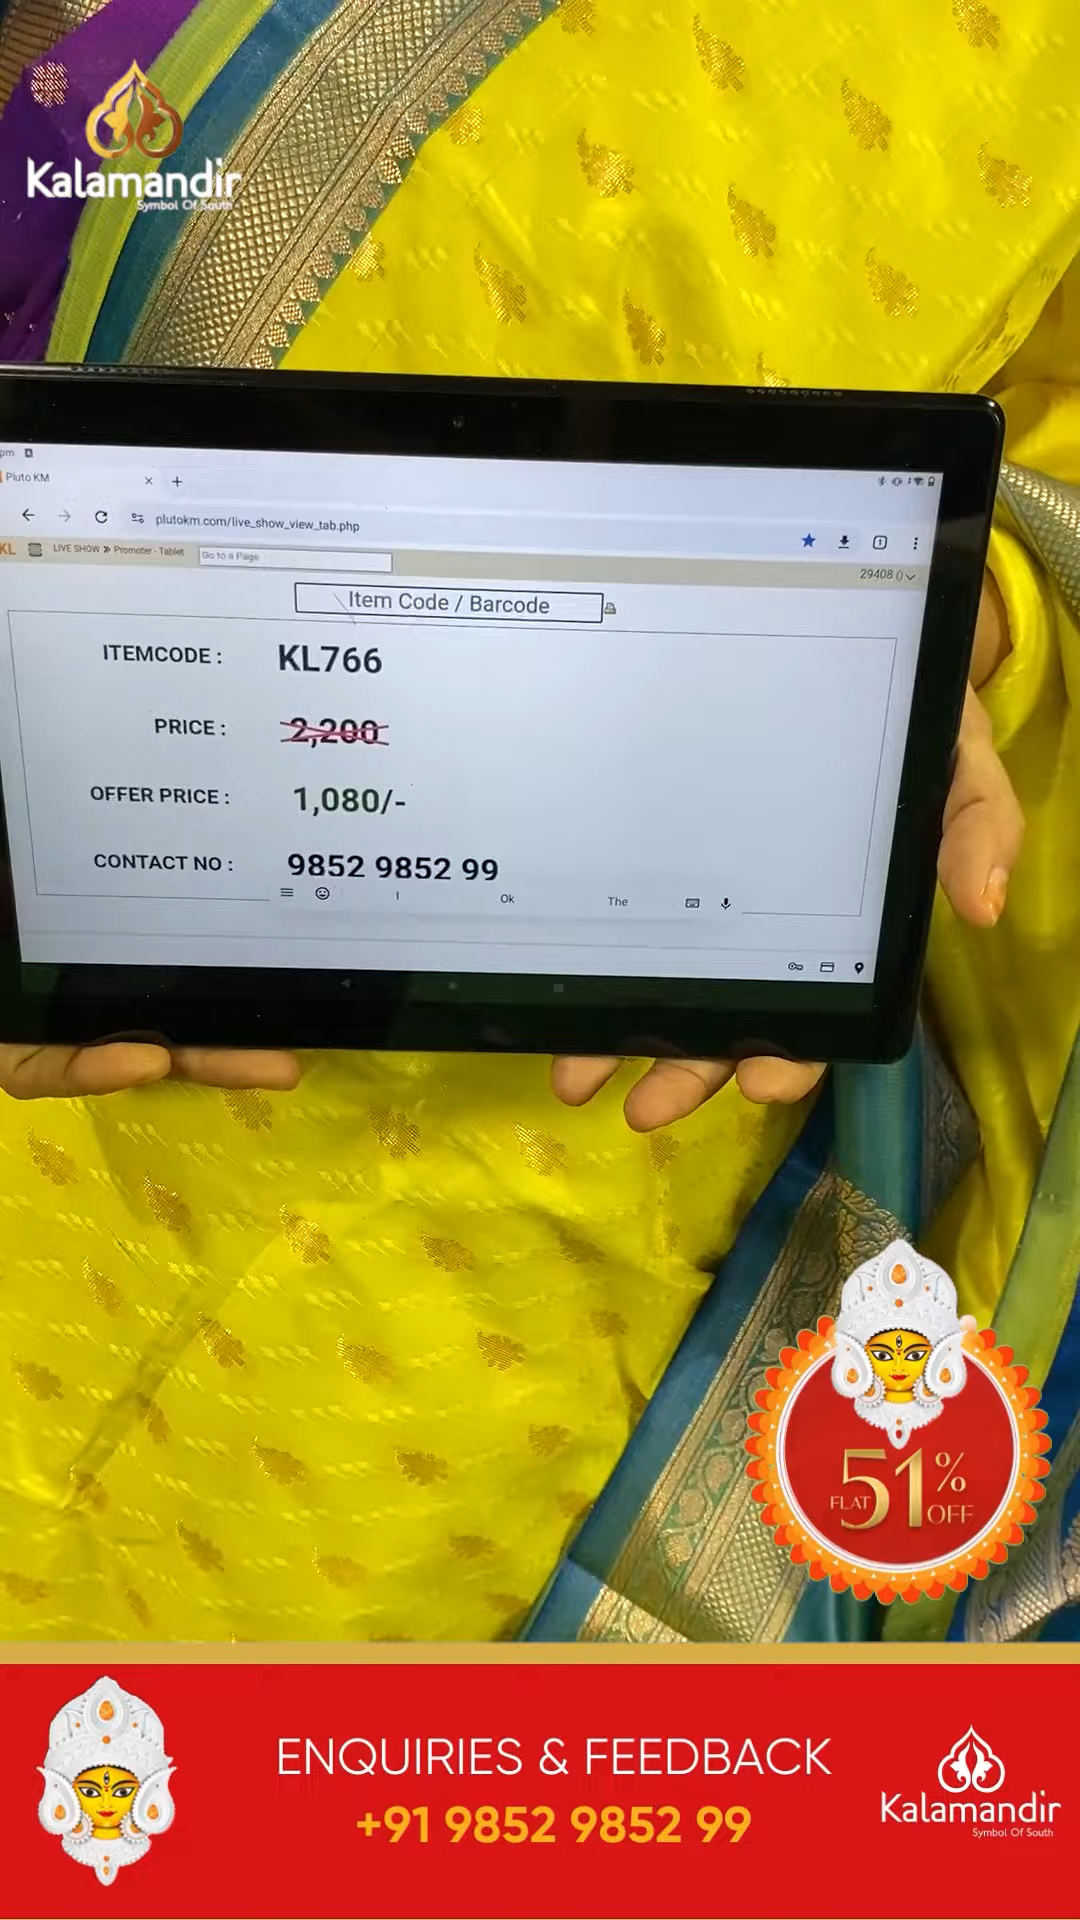 Kalamandir
Symbol Of South
pm
Pluto KM
plutokm.com/live_show_view_tab.php
KL
LIVE SHOW » Promoter - Tablet
Go to a Page
29408 ()
Item Code / Barcode
ITEMCODE : KL766
PRICE : 2,200
OFFER PRICE : 1,080/-
CONTACT NO : 9852 9852 99
I Ok The
51%
FLAT OFF
ENQUIRIES & FEEDBACK
+91 9852 9852 99
Kalamandir
Symbol Of South